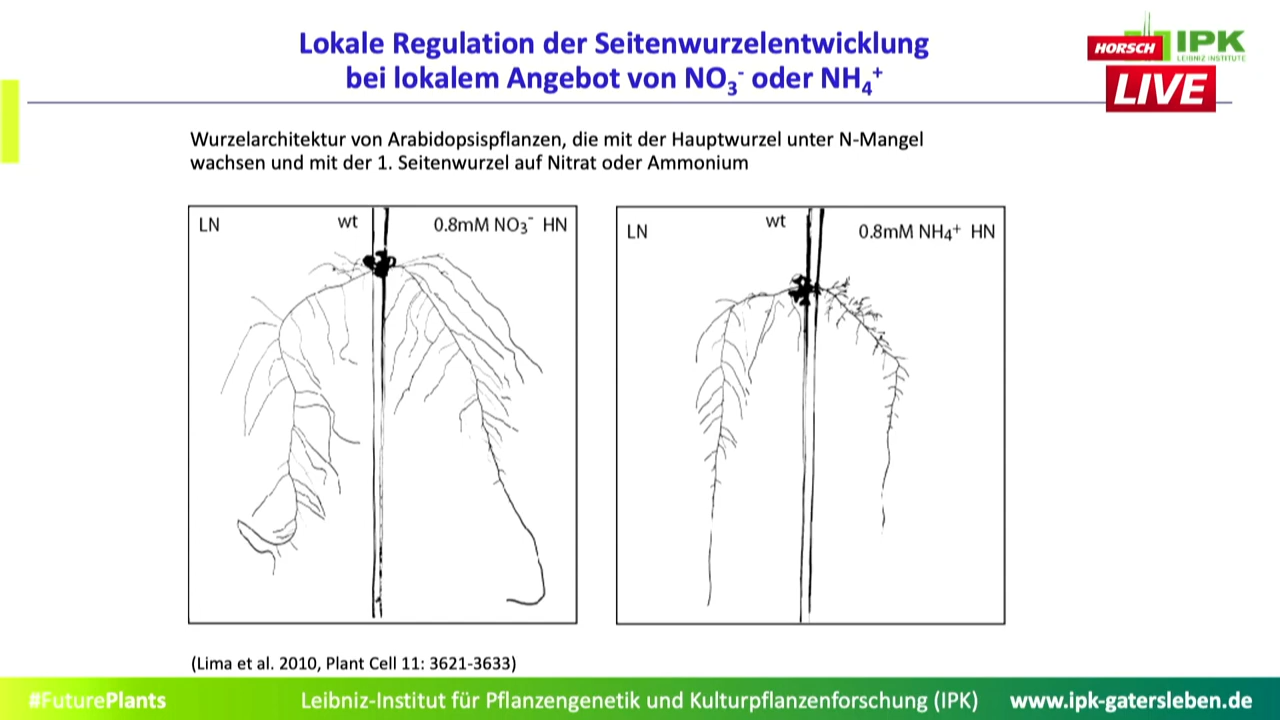 Lokale Regulation der Seitenwurzelentwicklung
bei lokalem Angebot von NO₃⁻ oder NH₄⁺
HORSCH
LIVE
IPK
LEIBNIZ INSTITUTE
Wurzelarchitektur von Arabidopsispflanzen, die mit der Hauptwurzel unter N-Mangel
wachsen und mit der 1. Seitenwurzel auf Nitrat oder Ammonium
LN wt 0.8mM NO₃⁻ HN
LN wt 0.8mM NH₄⁺ HN
(Lima et al. 2010, Plant Cell 11: 3621-3633)
#FuturePlants Leibniz-Institut für Pflanzengenetik und Kulturpflanzenforschung (IPK) www.ipk-gatersleben.de